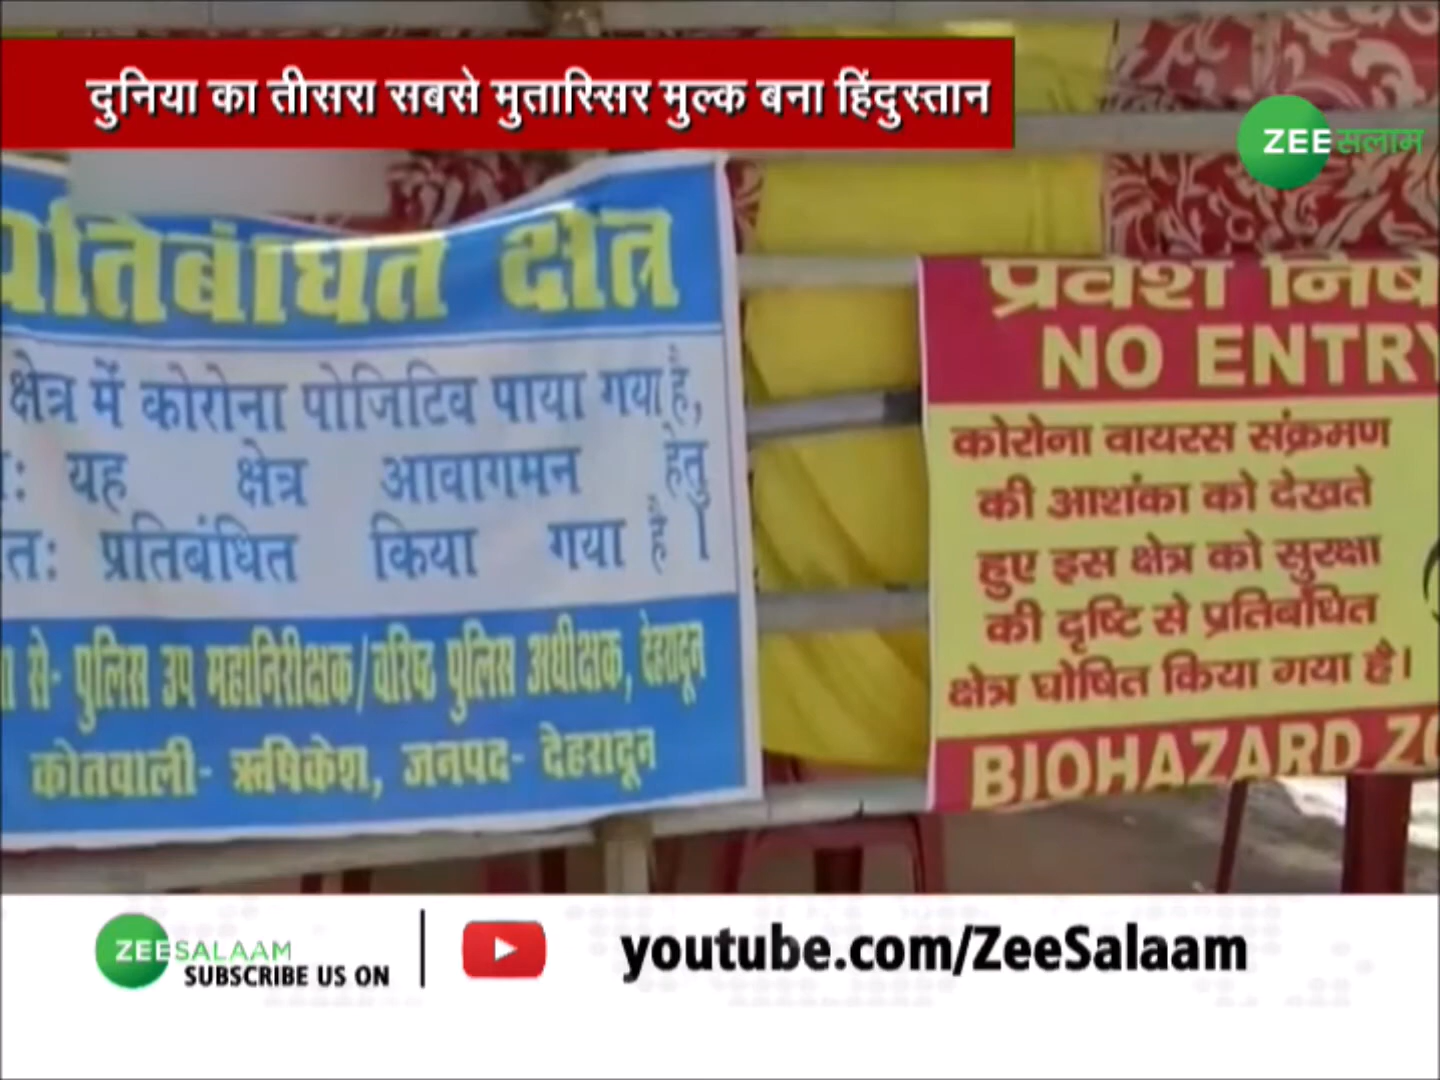 दुनिया का तीसरा सबसे मुतास्सिर मुल्क बना हिंदुस्तान
ZEE सलाम
प्रतिबंधित क्षेत्र
क्षेत्र में कोरोना पोजिटिव पाया गया है,
यह क्षेत्र आवागमन हेतु
प्रतिबंधित किया गया है।
से- पुलिस उप महानिरीक्षक/वरिष्ठ पुलिस अधीक्षक, देहरादून
कोतवाली- ऋषिकेश, जनपद- देहरादून
प्रवेश
NO ENTRY
कोरोना वायरस संक्रमण
की आशंका को देखते
हुए इस क्षेत्र को सुरक्षा
की दृष्टि से प्रतिबंधित
क्षेत्र घोषित किया गया है।
BIOHAZARD
ZEESALAAM
SUBSCRIBE US ON
youtube.com/ZeeSalaam